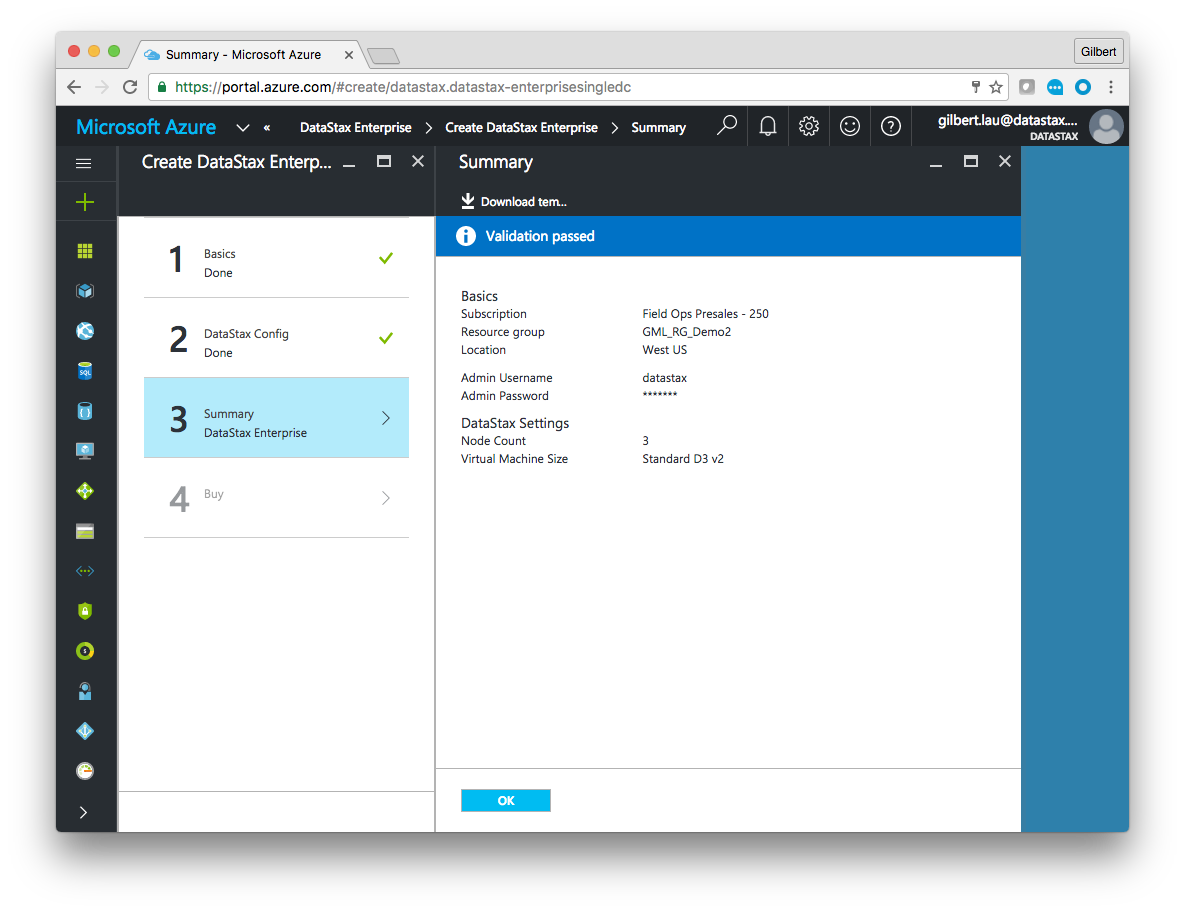 Summary - Microsoft Azure
Gilbert
https://portal.azure.com/#create/datastax.datastax-enterprisesingledc
Microsoft Azure « DataStax Enterprise > Create DataStax Enterprise > Summary
gilbert.lau@datastax....
DATASTAX
Create DataStax Enterp...
Summary
Download tem...
Validation passed
1
Basics
Done
2
DataStax Config
Done
3
Summary
DataStax Enterprise
4
Buy
Basics
Subscription Field Ops Presales - 250
Resource group GML_RG_Demo2
Location West US
Admin Username datastax
Admin Password *******
DataStax Settings
Node Count 3
Virtual Machine Size Standard D3 v2
OK
SQL